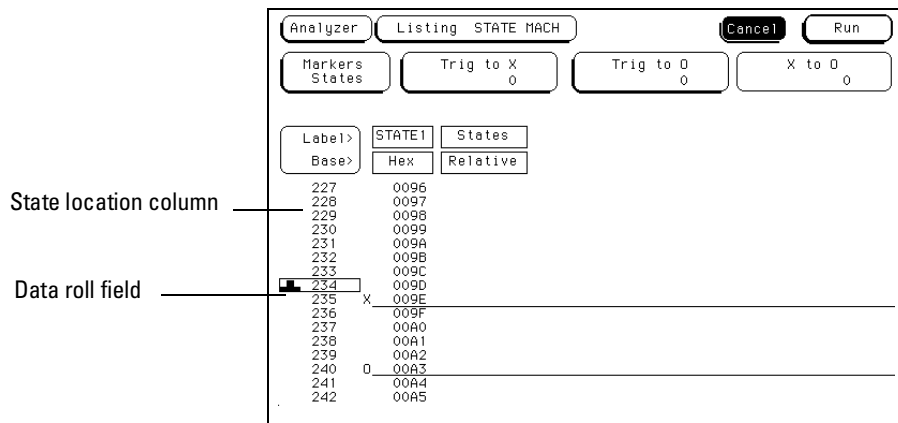 Analyzer Listing STATE MACH Cancel Run
Markers States Trig to X 0 Trig to O 0 X to O 0
Label> STATE1 States
Base> Hex Relative
227 0096
State location column 228 0097
229 0098
230 0099
231 009A
232 009B
233 009C
Data roll field 234 009D
235 X 009E
236 009F
237 00A0
238 00A1
239 00A2
240 O 00A3
241 00A4
242 00A5